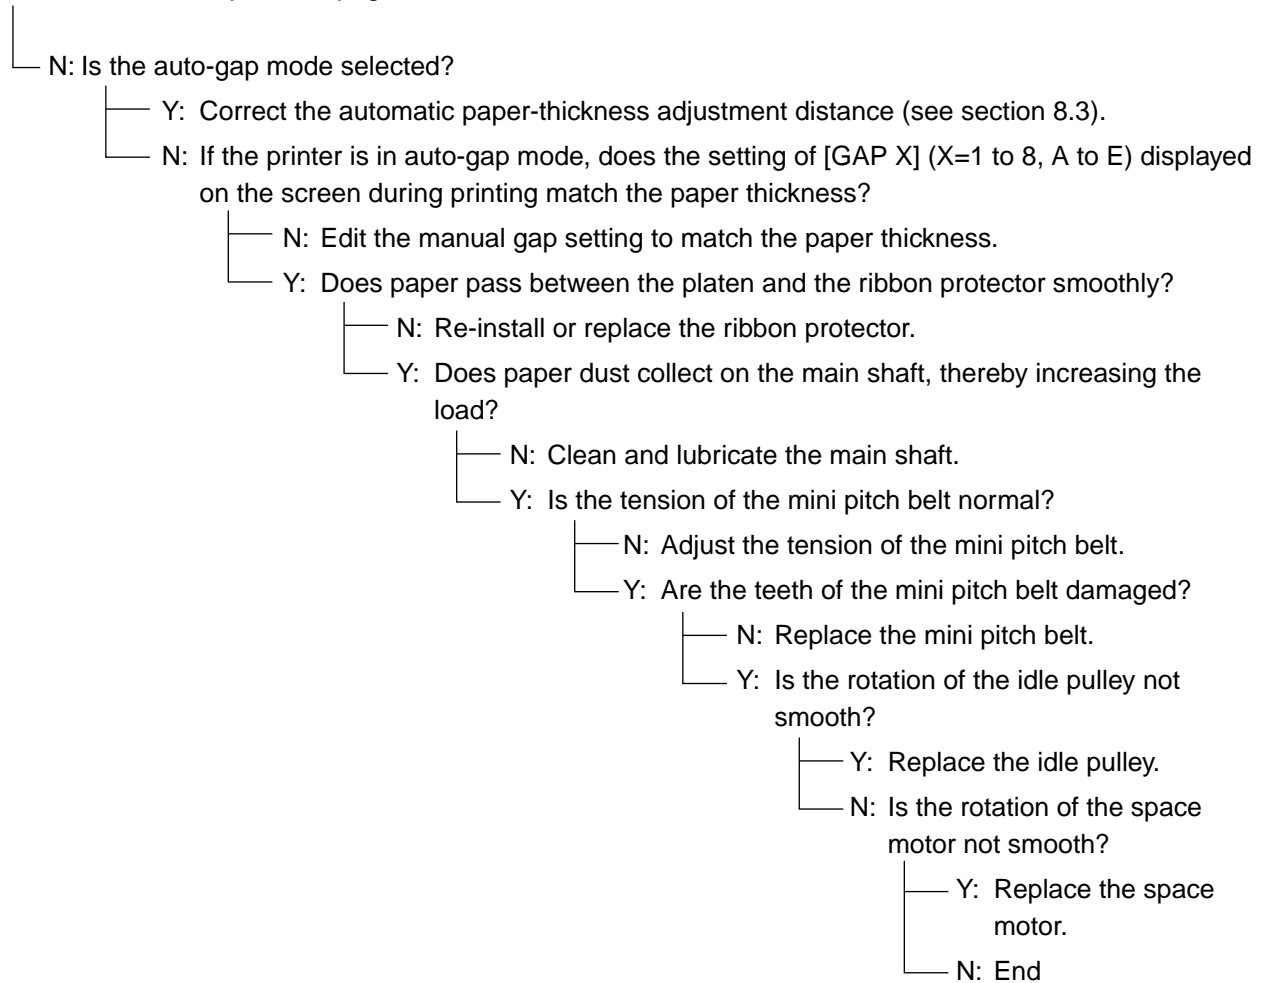 N: Is the auto-gap mode selected?
Y: Correct the automatic paper-thickness adjustment distance (see section 8.3).
N: If the printer is in auto-gap mode, does the setting of [GAP X] (X=1 to 8, A to E) displayed
on the screen during printing match the paper thickness?
N: Edit the manual gap setting to match the paper thickness.
Y: Does paper pass between the platen and the ribbon protector smoothly?
N: Re-install or replace the ribbon protector.
Y: Does paper dust collect on the main shaft, thereby increasing the
load?
N: Clean and lubricate the main shaft.
Y: Is the tension of the mini pitch belt normal?
N: Adjust the tension of the mini pitch belt.
Y: Are the teeth of the mini pitch belt damaged?
N: Replace the mini pitch belt.
Y: Is the rotation of the idle pulley not
smooth?
Y: Replace the idle pulley.
N: Is the rotation of the space
motor not smooth?
Y: Replace the space
motor.
N: End